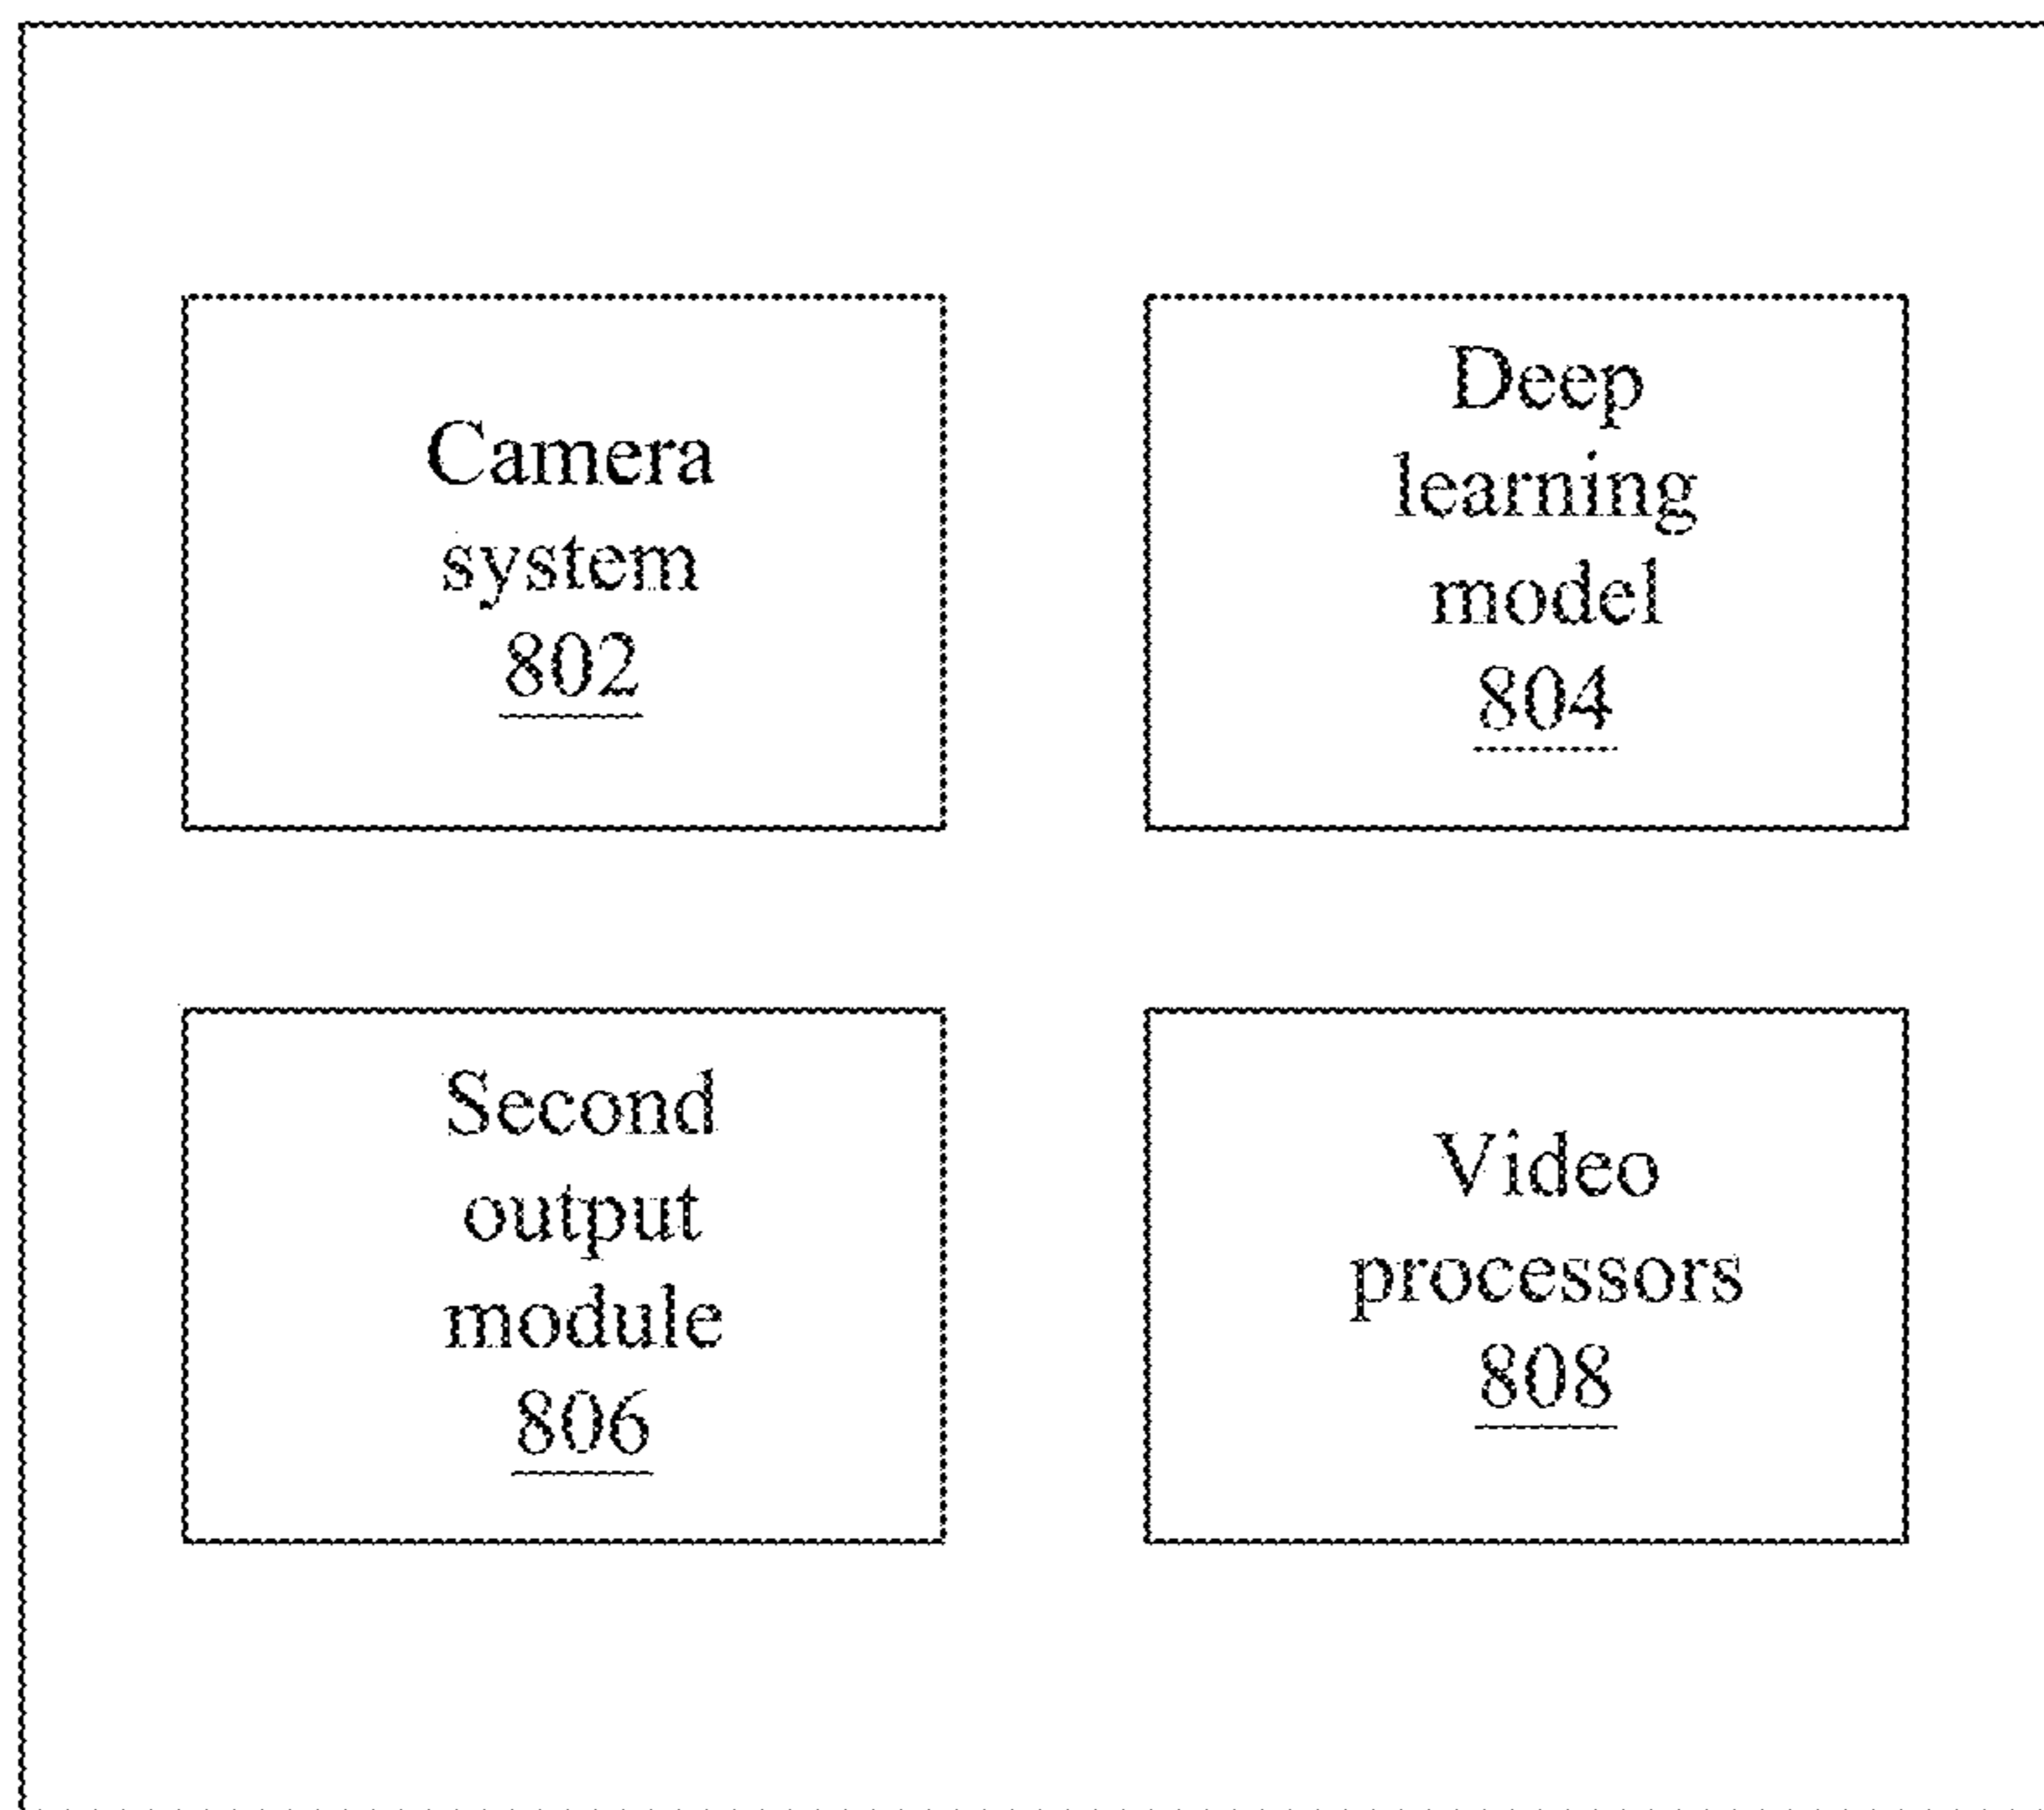 Camera
system
802
Deep
learning
model
804
Second
output
module
806
Video
processors
808